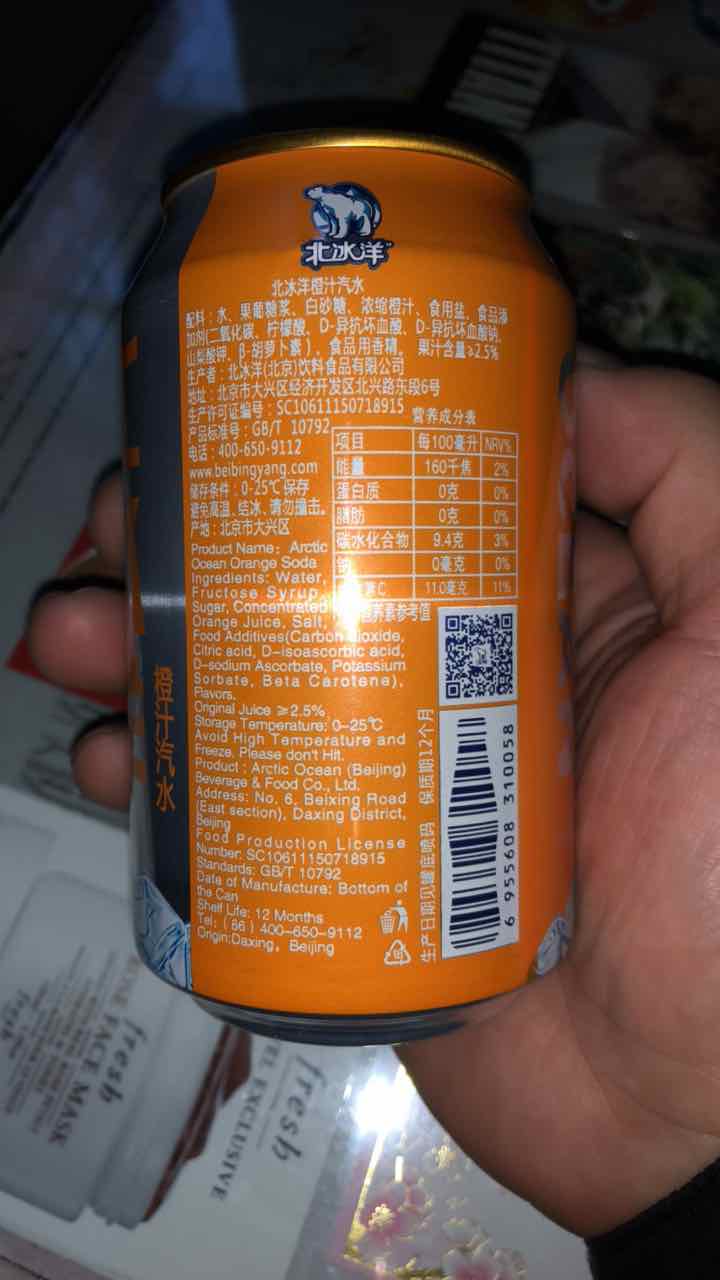 北冰洋
北冰洋橙汁汽水
配料：水、果葡糖浆、白砂糖、浓缩橙汁、食用盐、食品添
加剂(二氧化碳、柠檬酸、D-异抗坏血酸、D-异抗坏血酸钠、
山梨酸钾、β-胡萝卜素)、食品用香精。 果汁含量≥2.5%
生产者：北冰洋(北京)饮料食品有限公司
地址：北京市大兴区经济开发区北兴路东段6号
生产许可证编号：SC10611150718915
产品标准号：GB/T 10792
电话：400-650-9112
www.beibingyang.com
储存条件：0-25℃保存
避免高温、结冰、请勿撞击。
产地：北京市大兴区
营养成分表
项目 每100毫升 NRV%
能量 160千焦 2%
蛋白质 0克 0%
脂肪 0克 0%
碳水化合物 9.4克 3%
钠 0毫克 0%
C 11.0毫克 11%
营养素参考值
Product Name：Arctic
Ocean Orange Soda
Ingredients: Water,
Fructose Syrup,
Sugar, Concentrated
Orange Juice, Salt,
Food Additives(Carbon Dioxide,
Citric acid, D-isoascorbic acid,
D-sodium Ascorbate, Potassium
Sorbate, Beta Carotene),
Flavors.
Original Juice ≥2.5%
Storage Temperature: 0-25℃
Avoid High Temperature and
Freeze, Please don't Hit.
Product : Arctic Ocean (Beijing)
Beverage & Food Co., Ltd.
Address: No. 6, Beixing Road
(East section), Daxing District,
Beijing
Food Production License
Number: SC10611150718915
Standards: GB/T 10792
Date of Manufacture: Bottom of
the Can
Shelf Life: 12 Months
Tel: ( 86 ) 400-650-9112
Origin:Daxing, Beijing
生产日期见罐底喷码 保质期12个月
6 955608 310058
橙汁汽水
FACE MASK
fresh
fresh
EXCLUSIVE